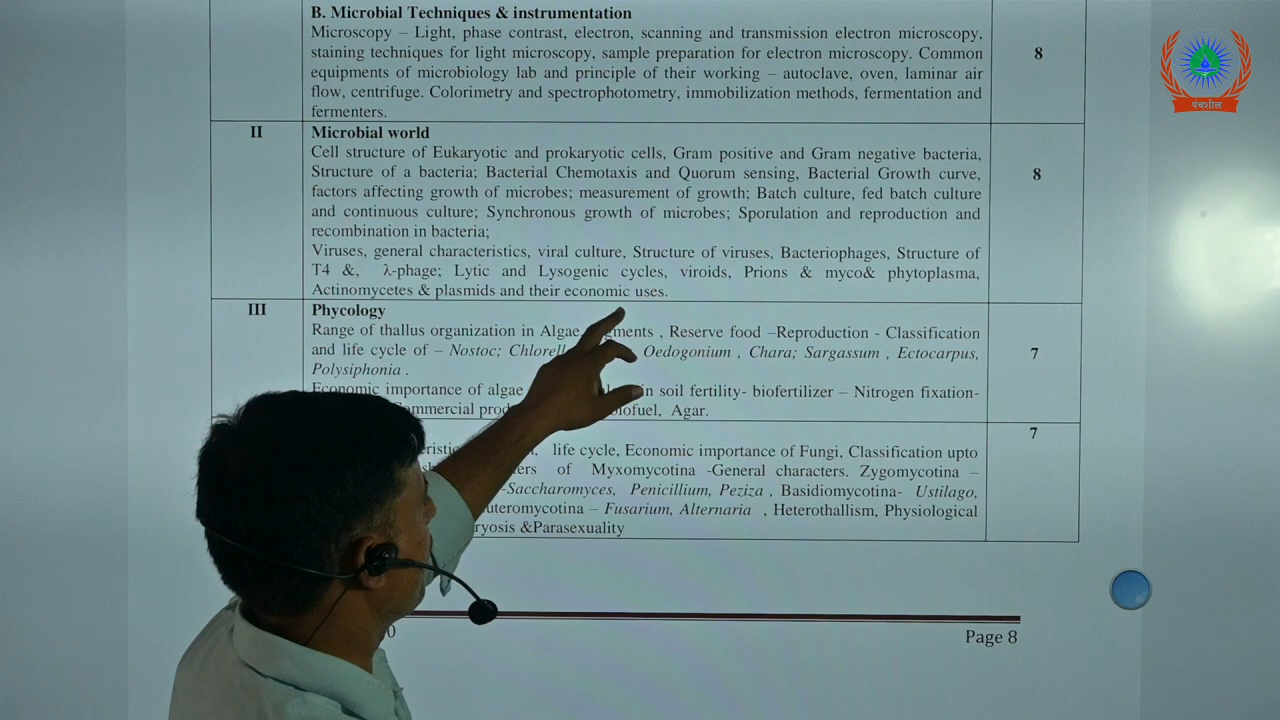 B. Microbial Techniques & instrumentation
Microscopy – Light, phase contrast, electron, scanning and transmission electron microscopy,
staining techniques for light microscopy, sample preparation for electron microscopy. Common
equipments of microbiology lab and principle of their working – autoclave, oven, laminar air
flow, centrifuge. Colorimetry and spectrophotometry, immobilization methods, fermentation and
fermenters.
8
II
Microbial world
Cell structure of Eukaryotic and prokaryotic cells, Gram positive and Gram negative bacteria,
Structure of a bacteria; Bacterial Chemotaxis and Quorum sensing, Bacterial Growth curve,
factors affecting growth of microbes; measurement of growth; Batch culture, fed batch culture
and continuous culture; Synchronous growth of microbes; Sporulation and reproduction and
recombination in bacteria;
Viruses, general characteristics, viral culture, Structure of viruses, Bacteriophages, Structure of
T4 &, λ-phage; Lytic and Lysogenic cycles, viroids, Prions & myco& phytoplasma,
Actinomycetes & plasmids and their economic uses.
8
III
Phycology
Range of thallus organization in Algae, , Reserve food –Reproduction - Classification
and life cycle of – Nostoc; Oedogonium , Chara; Sargassum , Ectocarpus,
Polysiphonia .
Economic importance of algae in soil fertility- biofertilizer – Nitrogen fixation-
Agar.
7
life cycle, Economic importance of Fungi, Classification upto
of Myxomycotina -General characters. Zygomycotina –
-Saccharomyces, Penicillium, Peziza , Basidiomycotina- Ustilago,
– Fusarium, Alternaria , Heterothallism, Physiological
&Parasexuality
7
Page 8
पंचशील